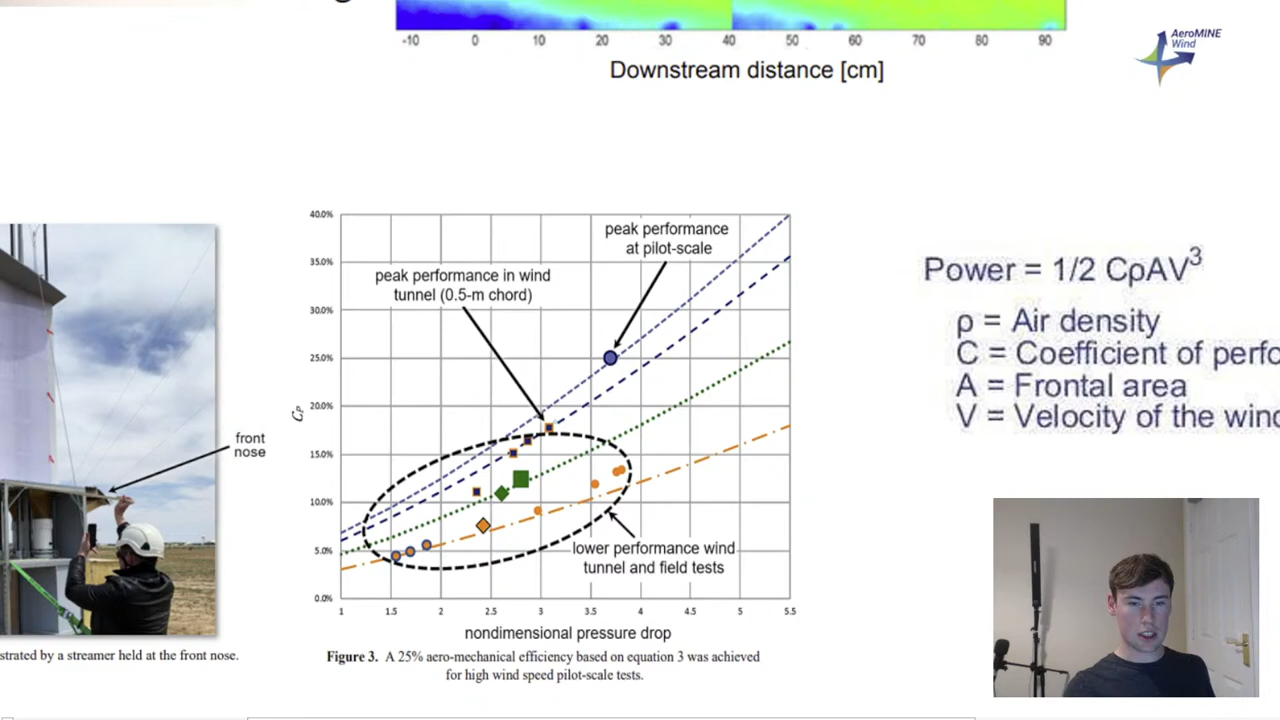 -10 0 10 20 30 40 50 60 70 80 90
Downstream distance [cm]
AeroMINE
Wind
front
nose
strated by a streamer held at the front nose.
40.0%
35.0%
30.0%
25.0%
20.0%
15.0%
10.0%
5.0%
0.0%
Cₚ
peak performance
at pilot-scale
peak performance in wind
tunnel (0.5-m chord)
lower performance wind
tunnel and field tests
1 1.5 2 2.5 3 3.5 4 4.5 5 5.5
nondimensional pressure drop
Figure 3. A 25% aero-mechanical efficiency based on equation 3 was achieved
for high wind speed pilot-scale tests.
Power = 1/2 CρAV³
ρ = Air density
C = Coefficient of perfo
A = Frontal area
V = Velocity of the wind